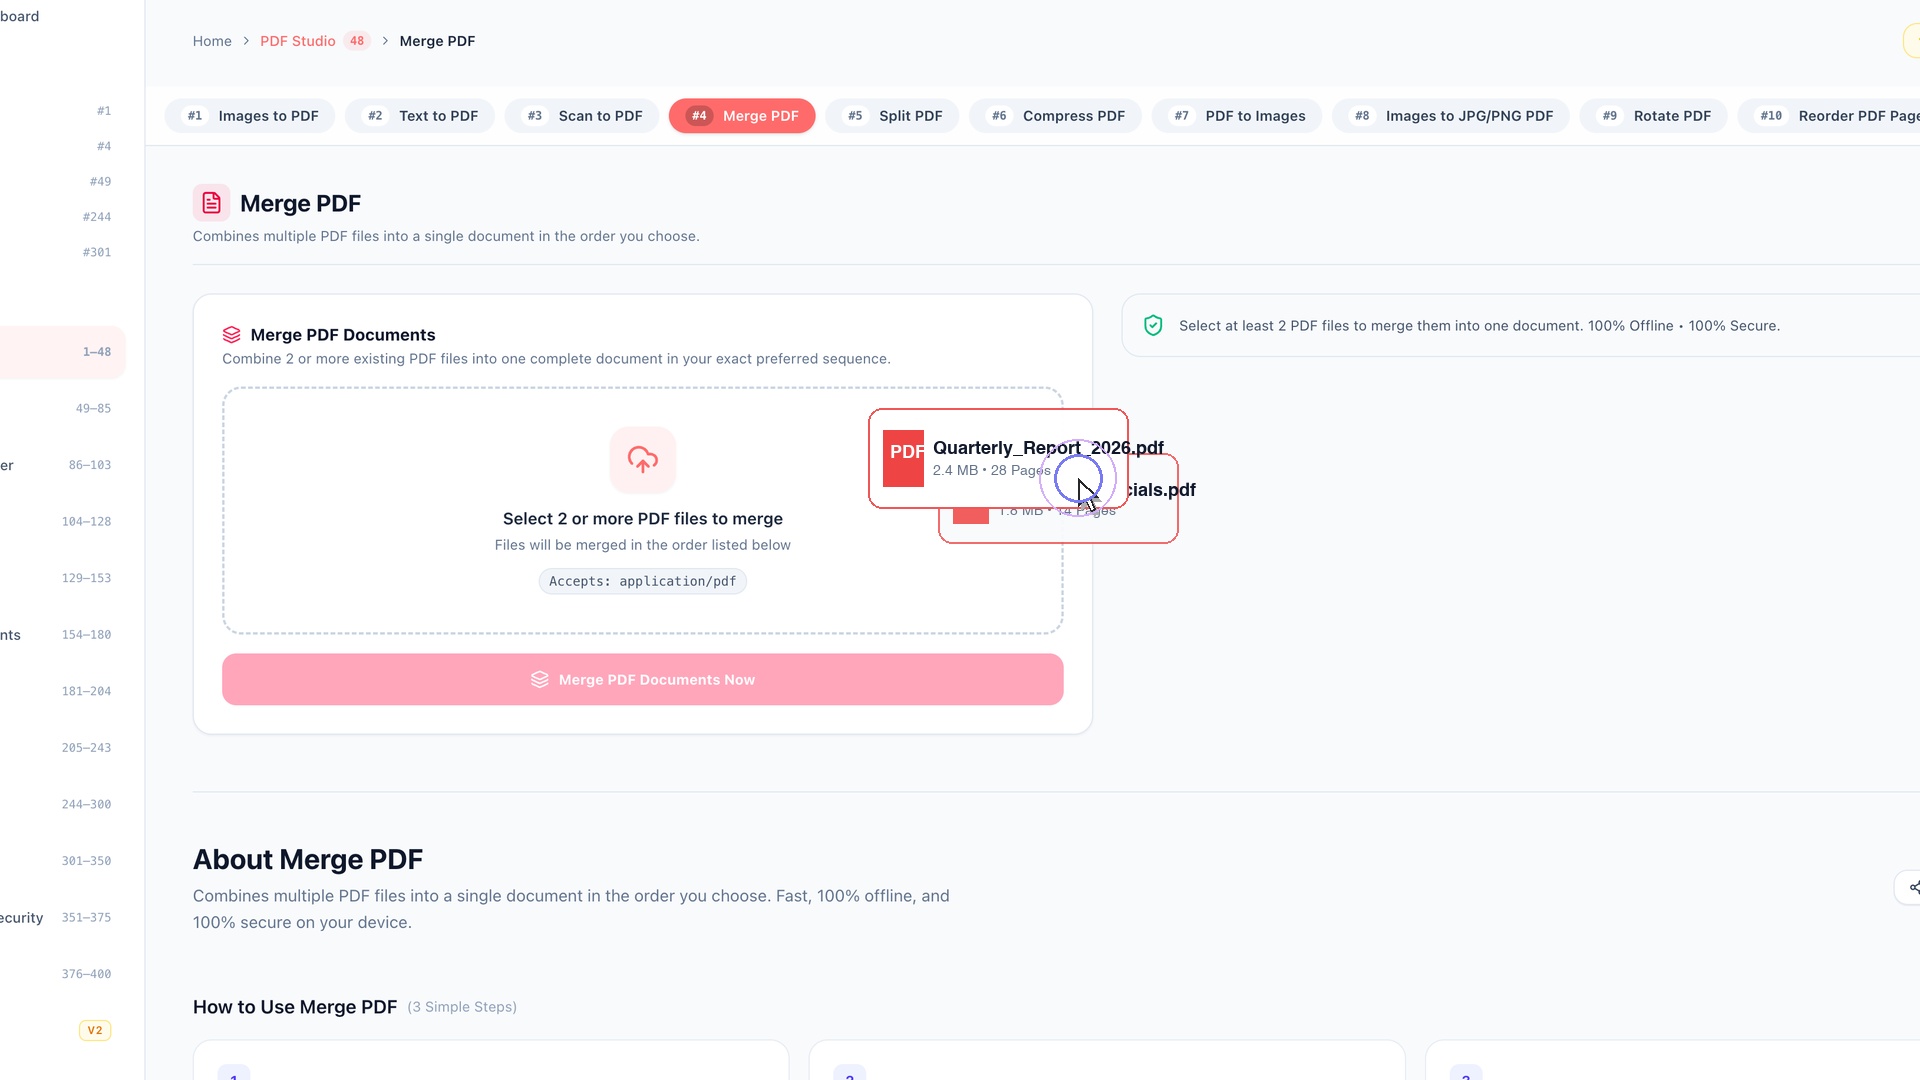 board
Home > PDF Studio 48 > Merge PDF
#1 Images to PDF
#2 Text to PDF
#3 Scan to PDF
#4 Merge PDF
#5 Split PDF
#6 Compress PDF
#7 PDF to Images
#8 Images to JPG/PNG PDF
#9 Rotate PDF
#10 Reorder PDF Page
#1
#4
#49
#244
#301
1–48
49–85
er 86–103
104–128
129–153
nts 154–180
181–204
205–243
244–300
301–350
ecurity 351–375
376–400
V2
Merge PDF
Combines multiple PDF files into a single document in the order you choose.
Merge PDF Documents
Combine 2 or more existing PDF files into one complete document in your exact preferred sequence.
Select 2 or more PDF files to merge
Files will be merged in the order listed below
Accepts: application/pdf
PDF
Quarterly_Report_2026.pdf
2.4 MB • 28 Pages
cials.pdf
1.8 MB • 14 Pages
Merge PDF Documents Now
Select at least 2 PDF files to merge them into one document. 100% Offline • 100% Secure.
About Merge PDF
Combines multiple PDF files into a single document in the order you choose. Fast, 100% offline, and
100% secure on your device.
How to Use Merge PDF (3 Simple Steps)
1
2
3